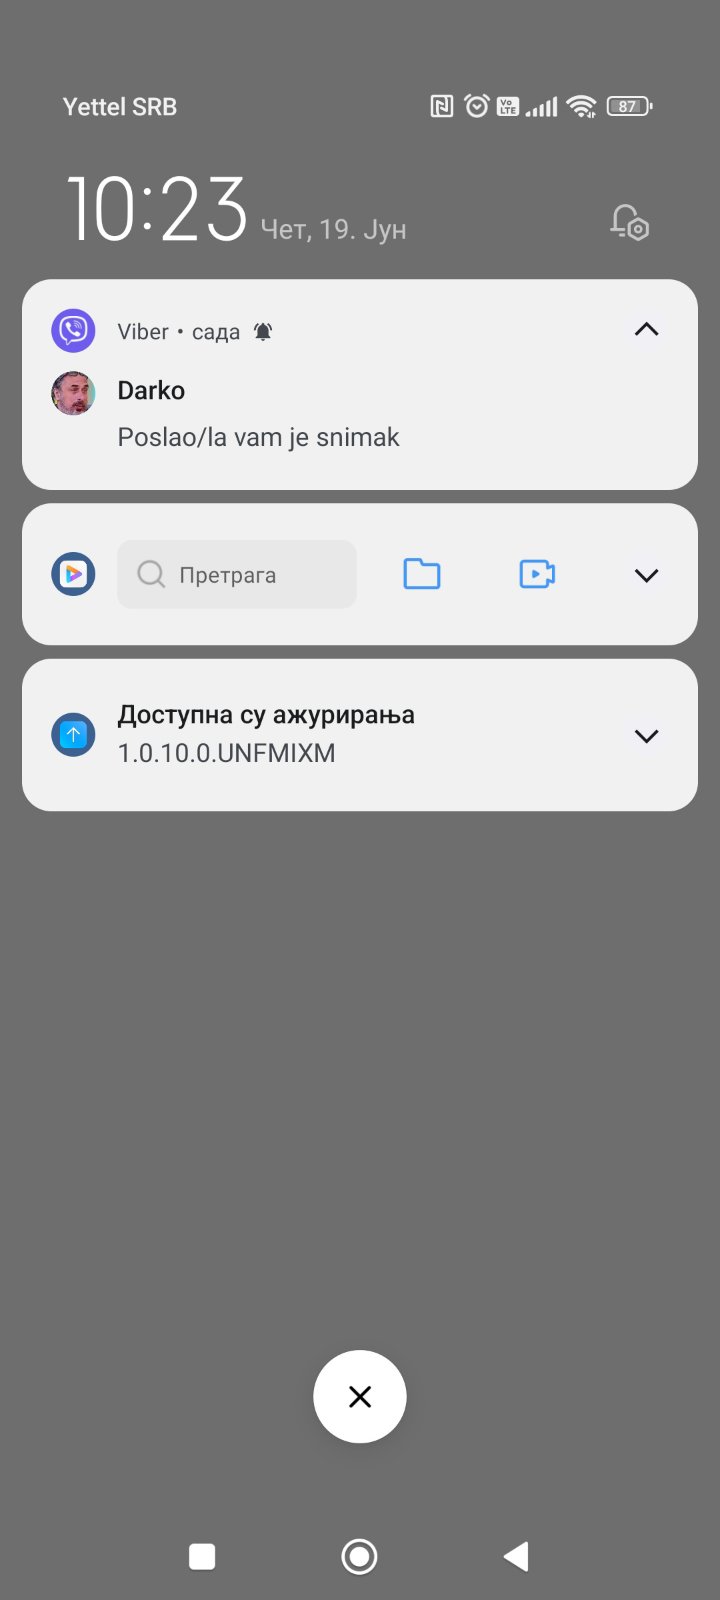 Yettel SRB
Vo LTE
87
10:23 Чет, 19. Јун
Viber • сада
Darko
Poslao/la vam je snimak
Претрага
Доступна су ажурирања
1.0.10.0.UNFMIXM